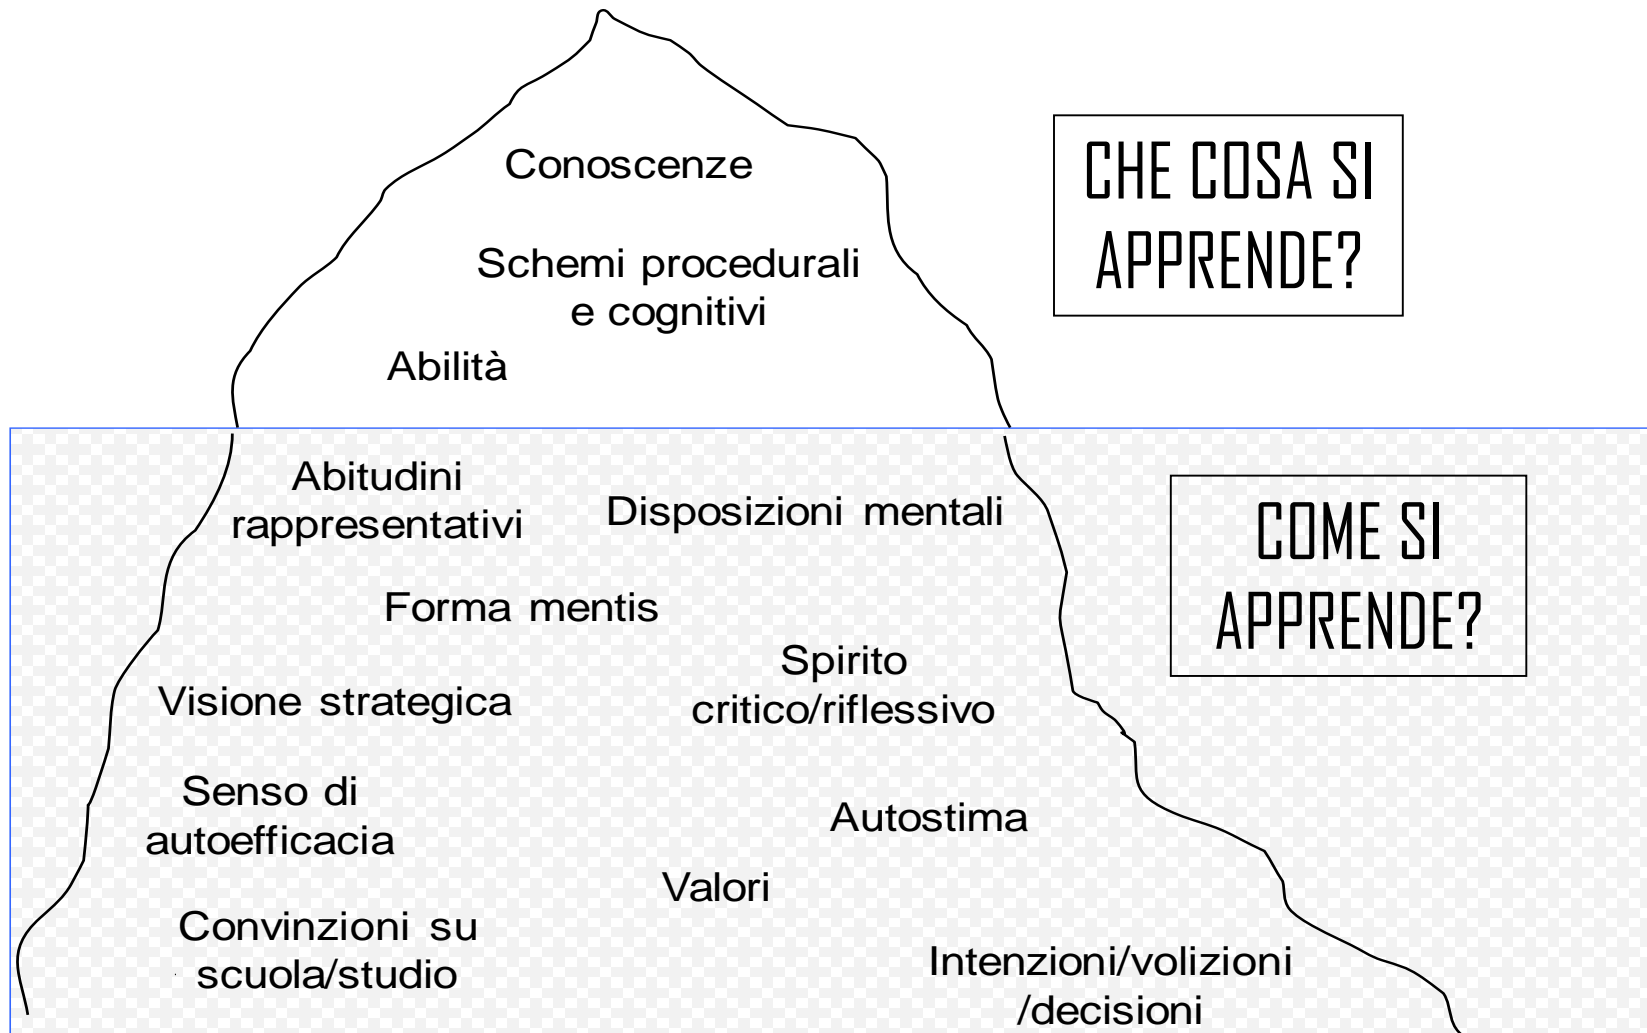 Conoscenze
CHE COSA SI
APPRENDE?
Schemi procedurali
e cognitivi
Abilità
Abitudini
rappresentativi
Disposizioni mentali
COME SI
APPRENDE?
Forma mentis
Spirito
critico/riflessivo
Visione strategica
Senso di
autoefficacia
Autostima
Valori
Convinzioni su
scuola/studio
Intenzioni/volizioni
/decisioni